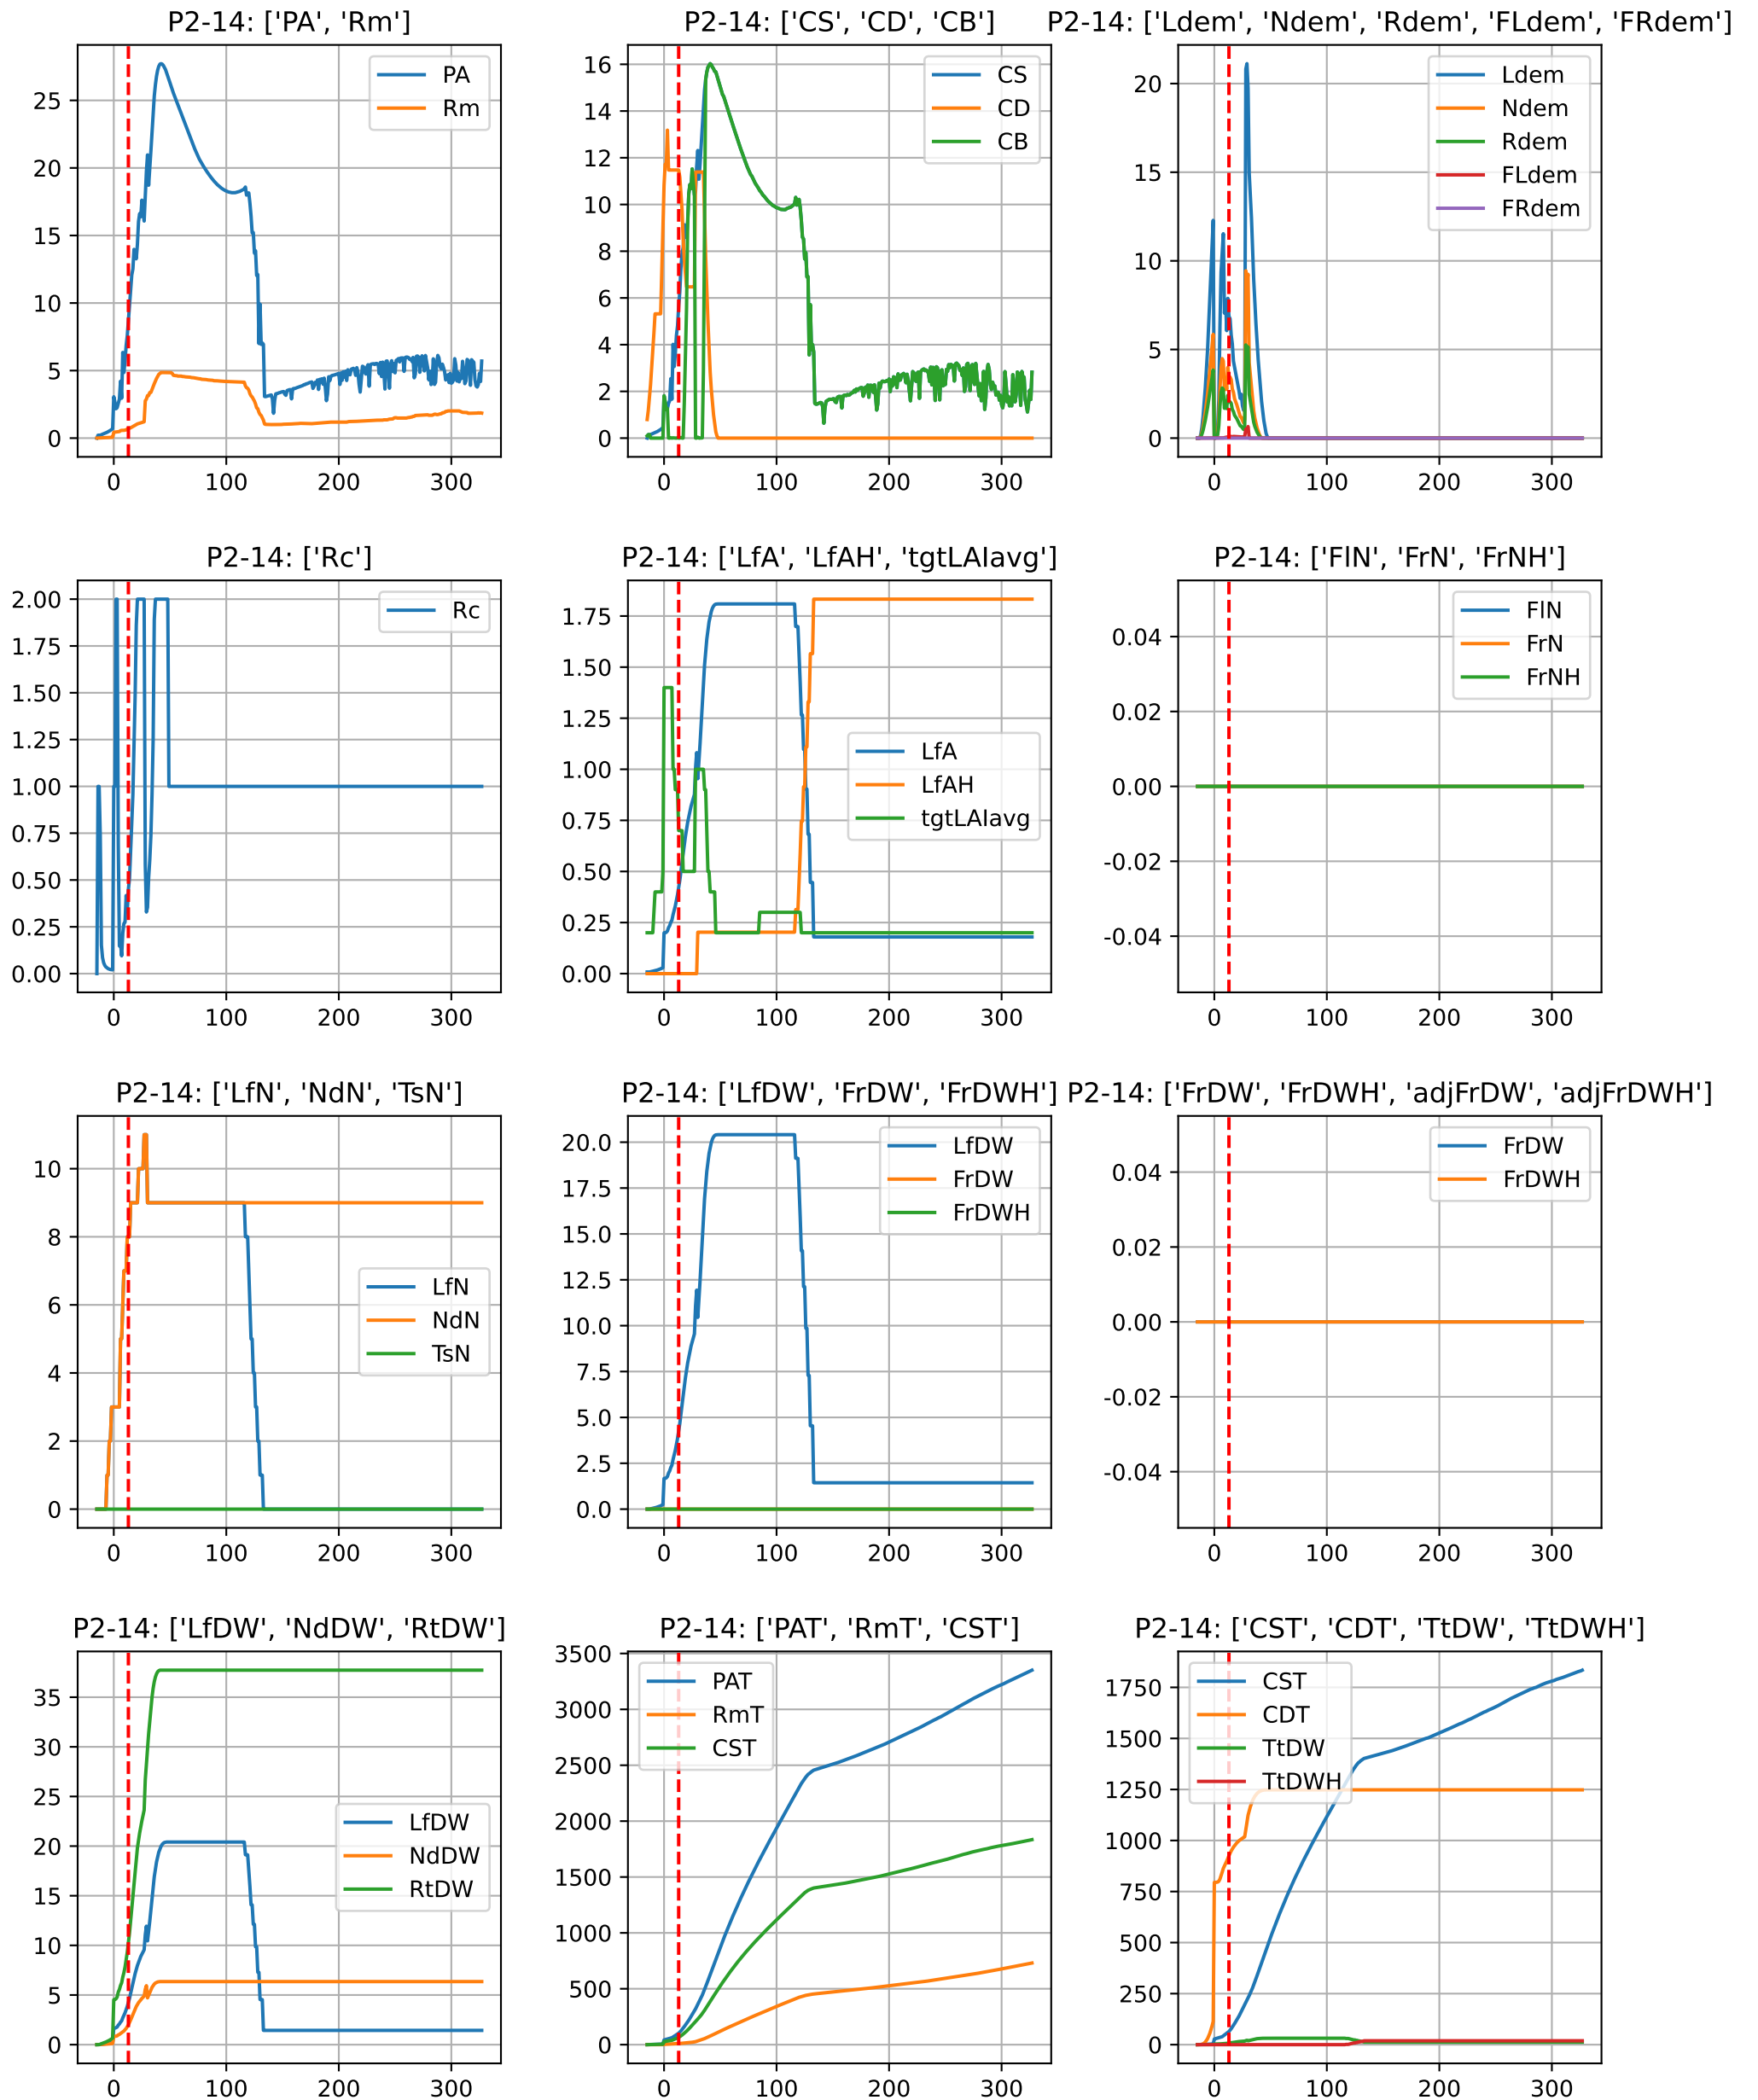 P2-14: ['PA', 'Rm']
25
20
15
10
5
0
0 100 200 300
PA
Rm
P2-14: ['CS', 'CD', 'CB']
16
14
12
10
8
6
4
2
0
0 100 200 300
CS
CD
CB
P2-14: ['Ldem', 'Ndem', 'Rdem', 'FLdem', 'FRdem']
20
15
10
5
0
0 100 200 300
Ldem
Ndem
Rdem
FLdem
FRdem
P2-14: ['Rc']
2.00
1.75
1.50
1.25
1.00
0.75
0.50
0.25
0.00
0 100 200 300
Rc
P2-14: ['LfA', 'LfAH', 'tgtLAIavg']
1.75
1.50
1.25
1.00
0.75
0.50
0.25
0.00
0 100 200 300
LfA
LfAH
tgtLAIavg
P2-14: ['FlN', 'FrN', 'FrNH']
0.04
0.02
0.00
-0.02
-0.04
0 100 200 300
FlN
FrN
FrNH
P2-14: ['LfN', 'NdN', 'TsN']
10
8
6
4
2
0
0 100 200 300
LfN
NdN
TsN
P2-14: ['LfDW', 'FrDW', 'FrDWH']
20.0
17.5
15.0
12.5
10.0
7.5
5.0
2.5
0.0
0 100 200 300
LfDW
FrDW
FrDWH
P2-14: ['FrDW', 'FrDWH', 'adjFrDW', 'adjFrDWH']
0.04
0.02
0.00
-0.02
-0.04
0 100 200 300
FrDW
FrDWH
P2-14: ['LfDW', 'NdDW', 'RtDW']
35
30
25
20
15
10
5
0
0 100 200 300
LfDW
NdDW
RtDW
P2-14: ['PAT', 'RmT', 'CST']
3500
3000
2500
2000
1500
1000
500
0
0 100 200 300
PAT
RmT
CST
P2-14: ['CST', 'CDT', 'TtDW', 'TtDWH']
1750
1500
1250
1000
750
500
250
0
0 100 200 300
CST
CDT
TtDW
TtDWH